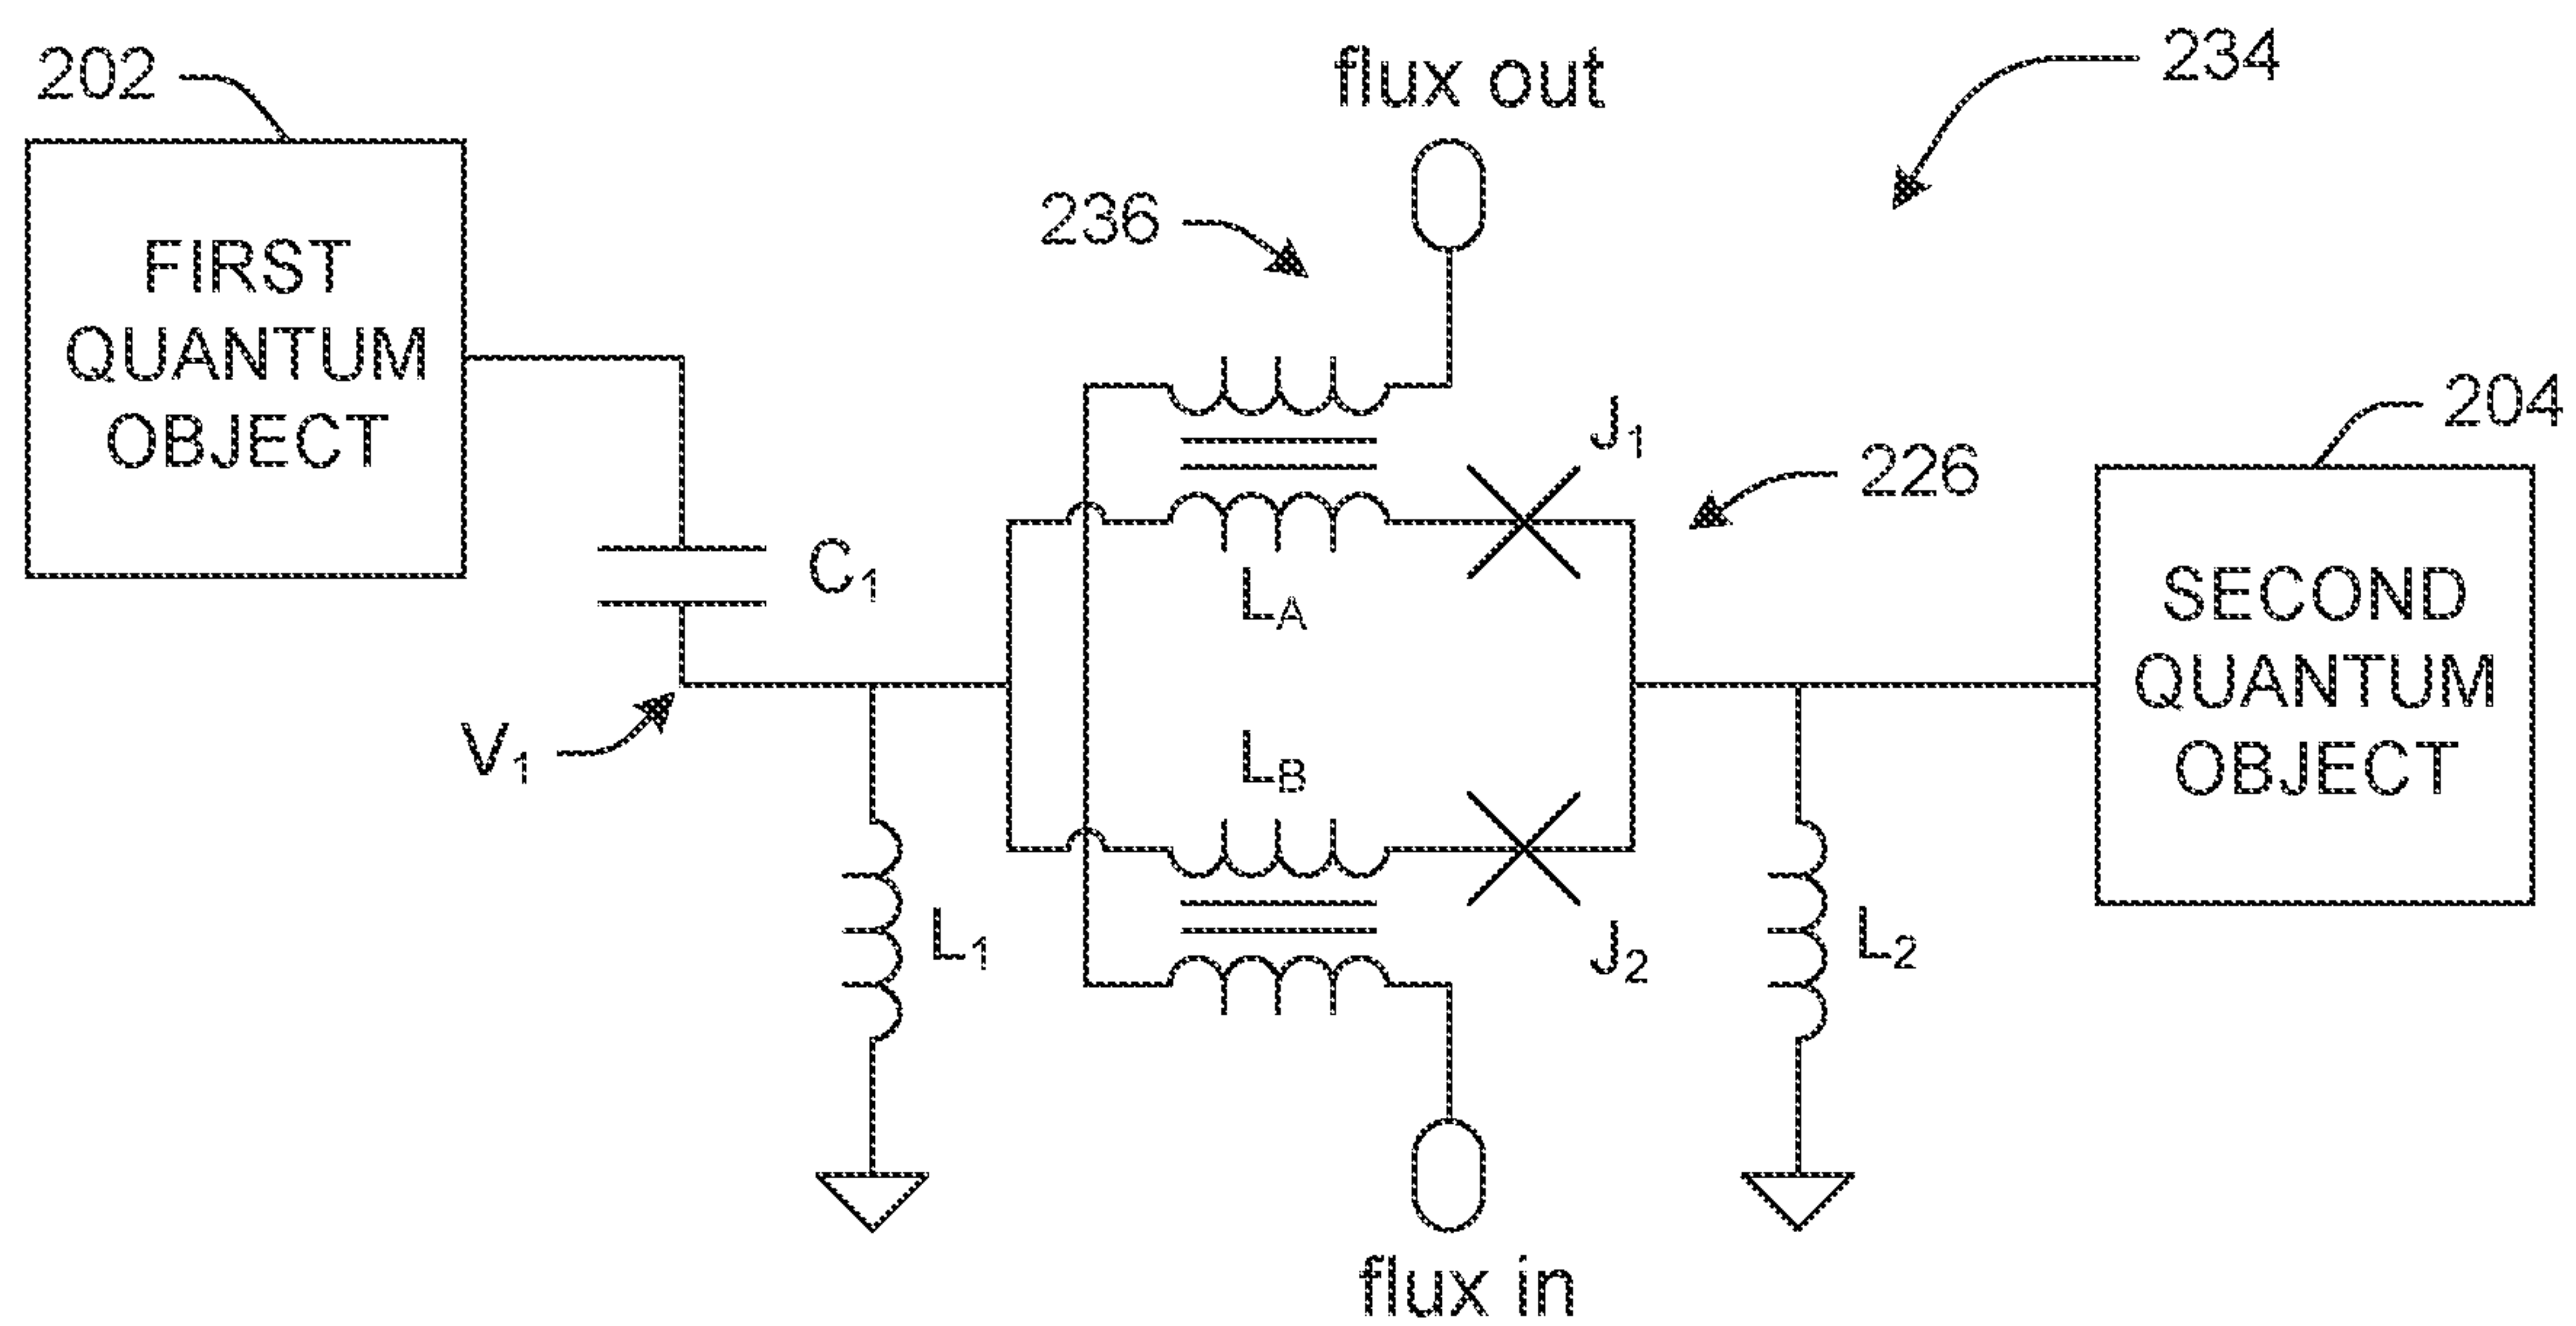 202
flux out
234
236
FIRST
QUANTUM
OBJECT
J1
204
226
C1
LA
SECOND
QUANTUM
OBJECT
V1
LB
L1
J2
L2
flux in